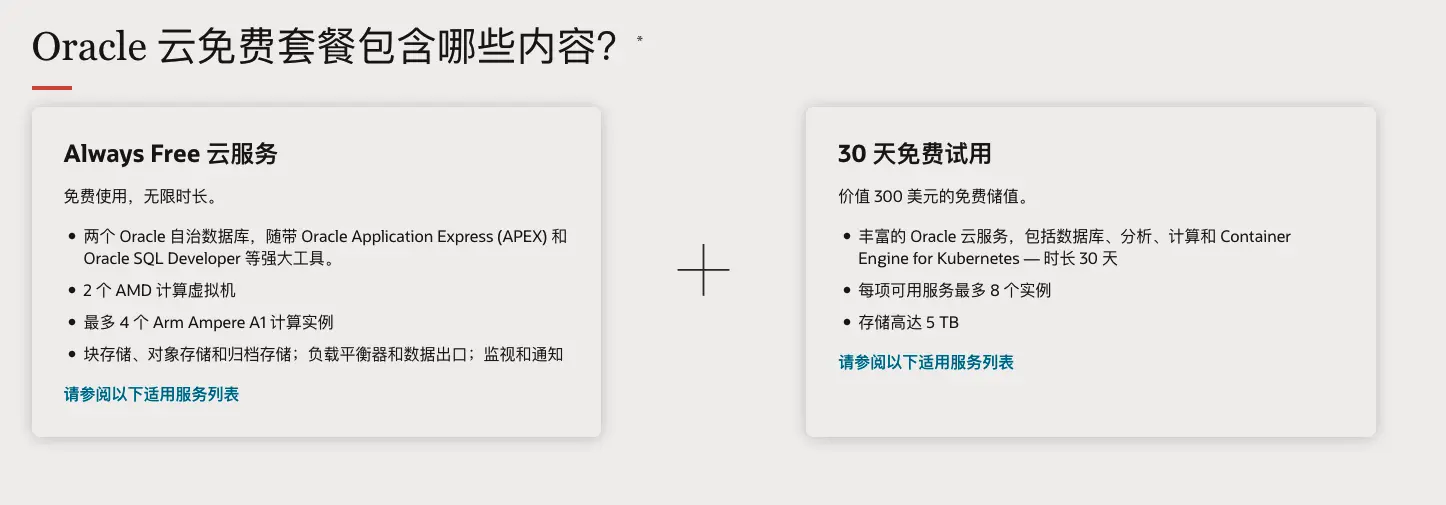 Oracle 云免费套餐包含哪些内容？*
Always Free 云服务
免费使用，无限时长。
• 两个 Oracle 自治数据库，随带 Oracle Application Express (APEX) 和
Oracle SQL Developer 等强大工具。
• 2 个 AMD 计算虚拟机
• 最多 4 个 Arm Ampere A1 计算实例
• 块存储、对象存储和归档存储；负载平衡器和数据出口；监视和通知
请参阅以下适用服务列表
30 天免费试用
价值 300 美元的免费储值。
• 丰富的 Oracle 云服务，包括数据库、分析、计算和 Container
Engine for Kubernetes — 时长 30 天
• 每项可用服务最多 8 个实例
• 存储高达 5 TB
请参阅以下适用服务列表